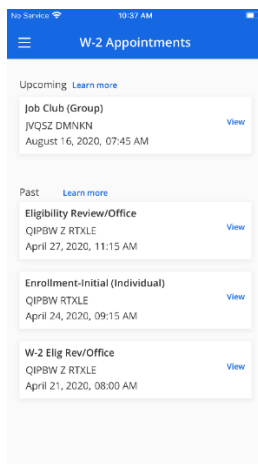 No Service 10:37 AM
W-2 Appointments
Upcoming Learn more
Job Club (Group)
JVQSZ DMNKN
View
August 16, 2020, 07:45 AM
Past Learn more
Eligibility Review/Office
QIPBW Z RTXLE
View
April 27, 2020, 11:15 AM
Enrollment-Initial (Individual)
QIPBW RTXLE
View
April 24, 2020, 09:15 AM
W-2 Elig Rev/Office
QIPBW Z RTXLE
View
April 21, 2020, 08:00 AM